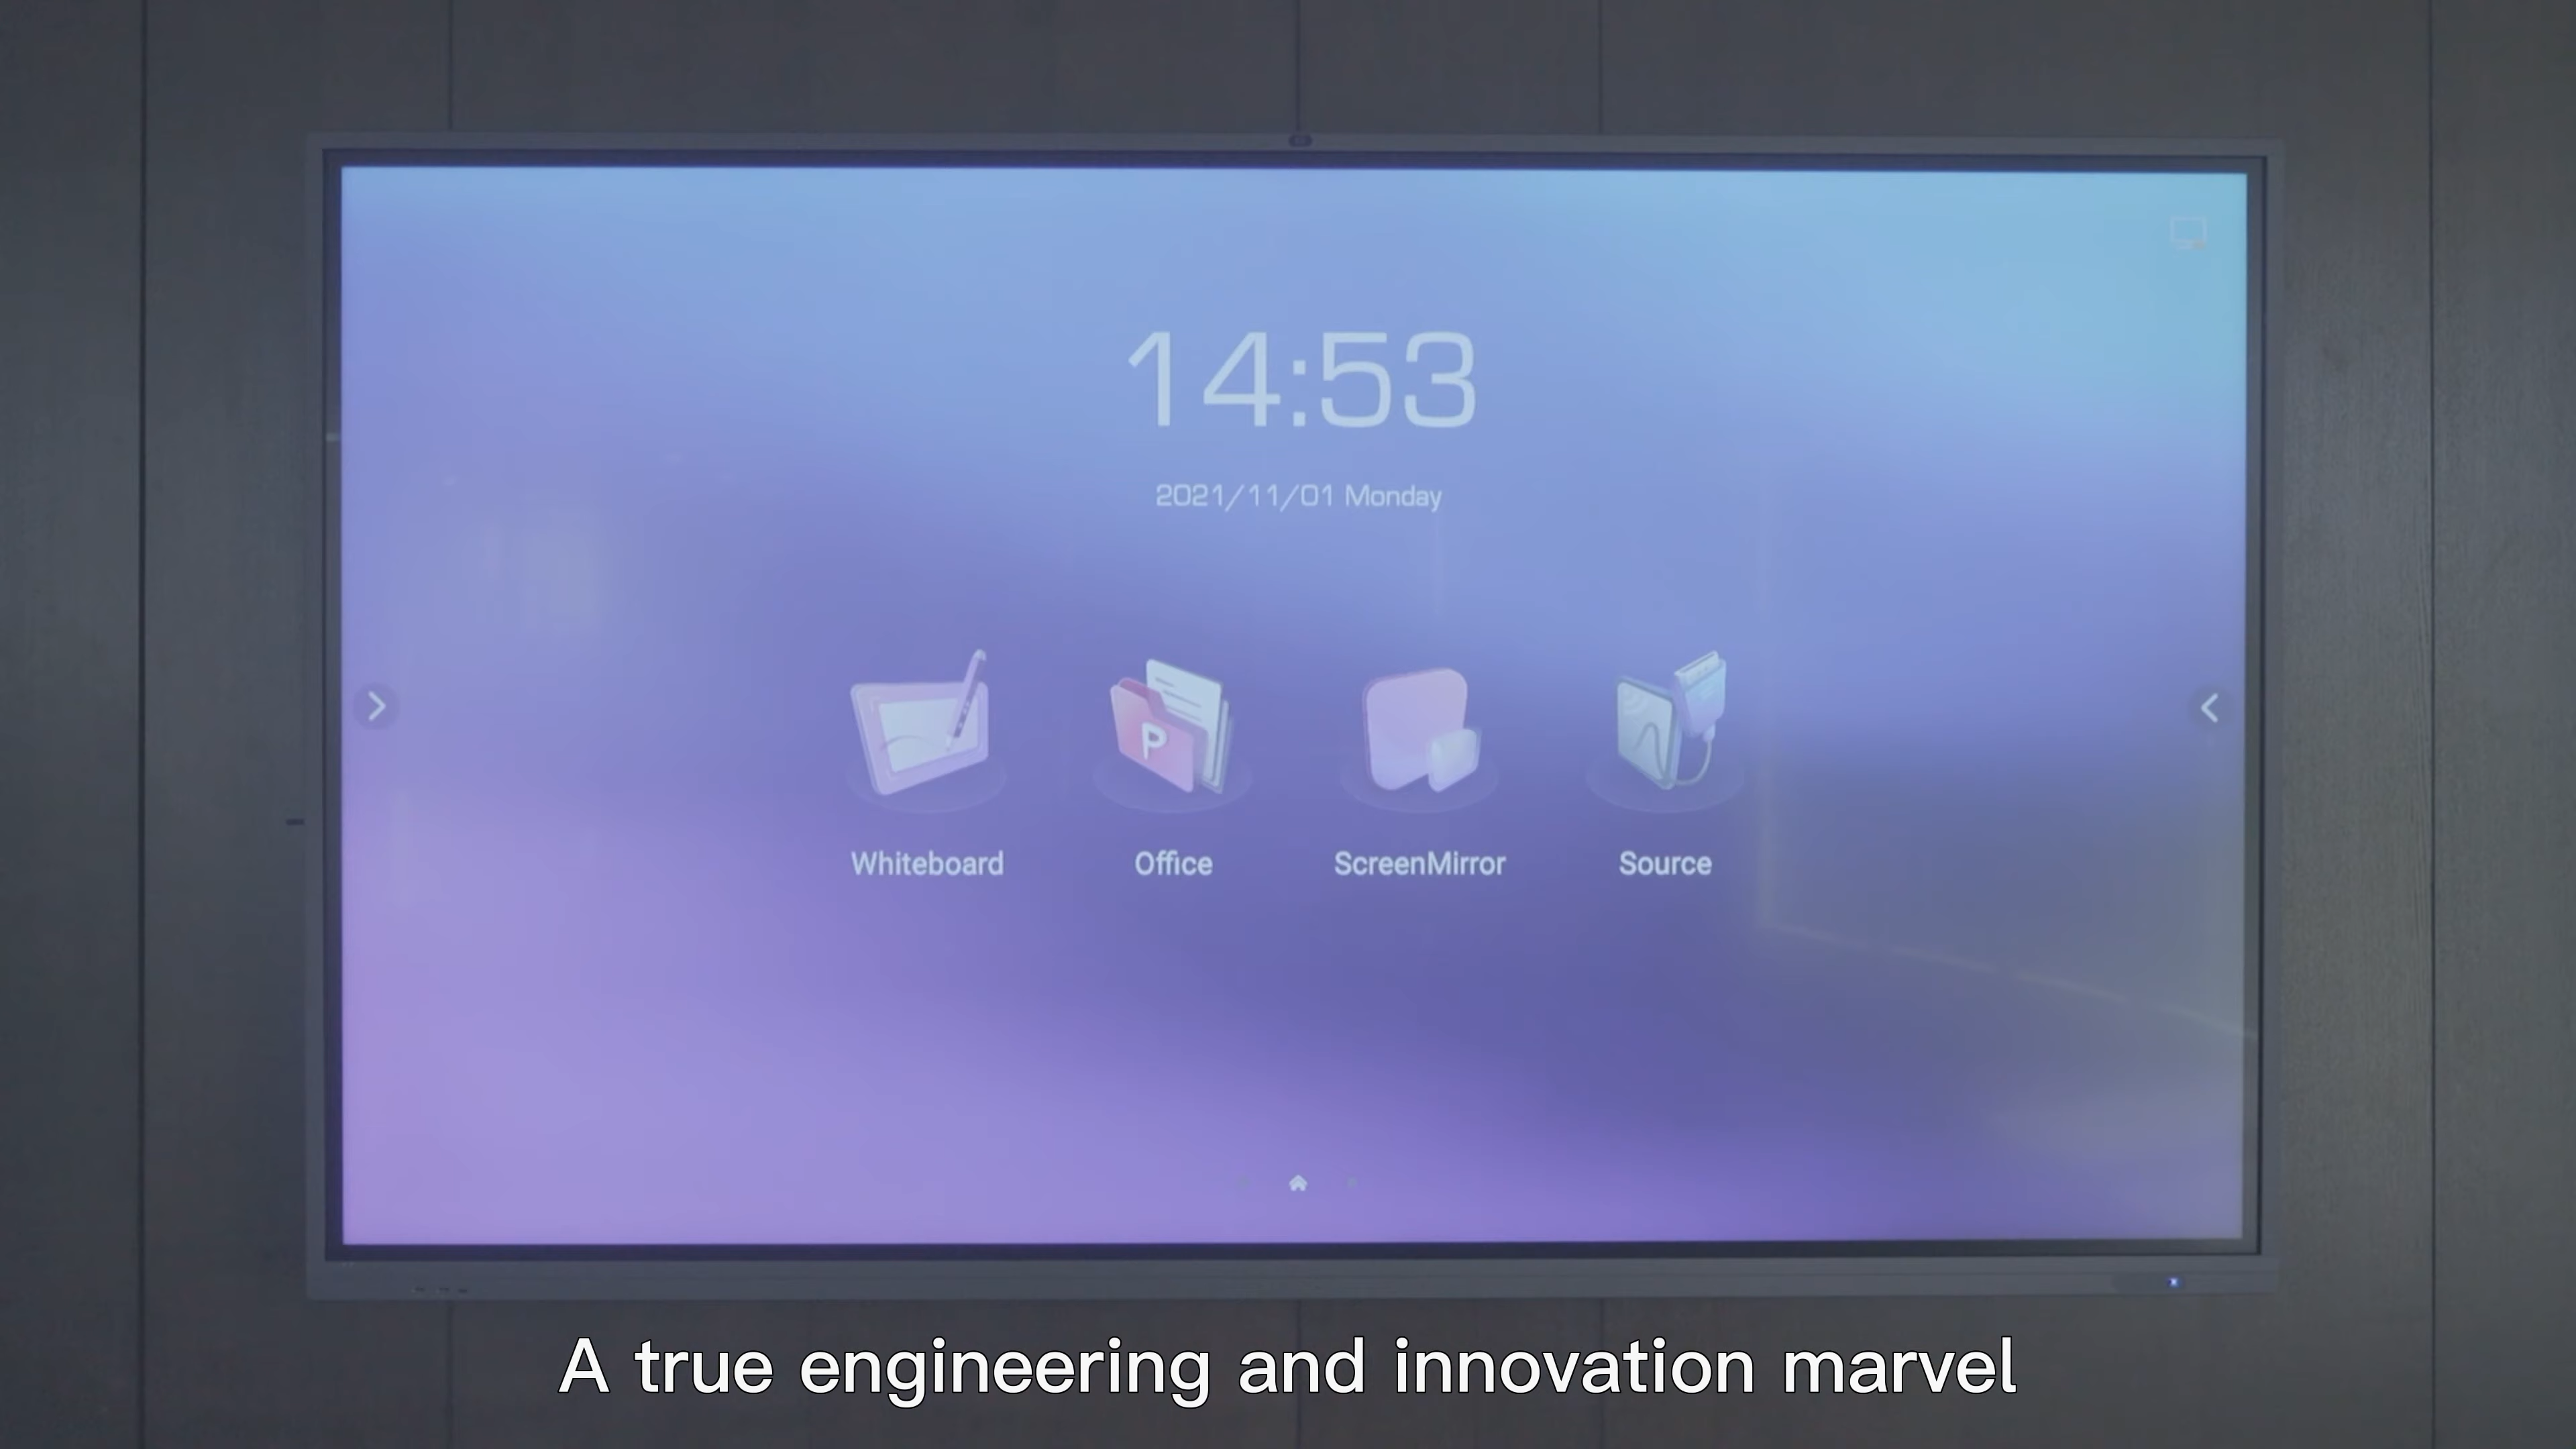 14:53
2021/11/01 Monday
P
Whiteboard
Office
ScreenMirror
Source
A true engineering and innovation marvel